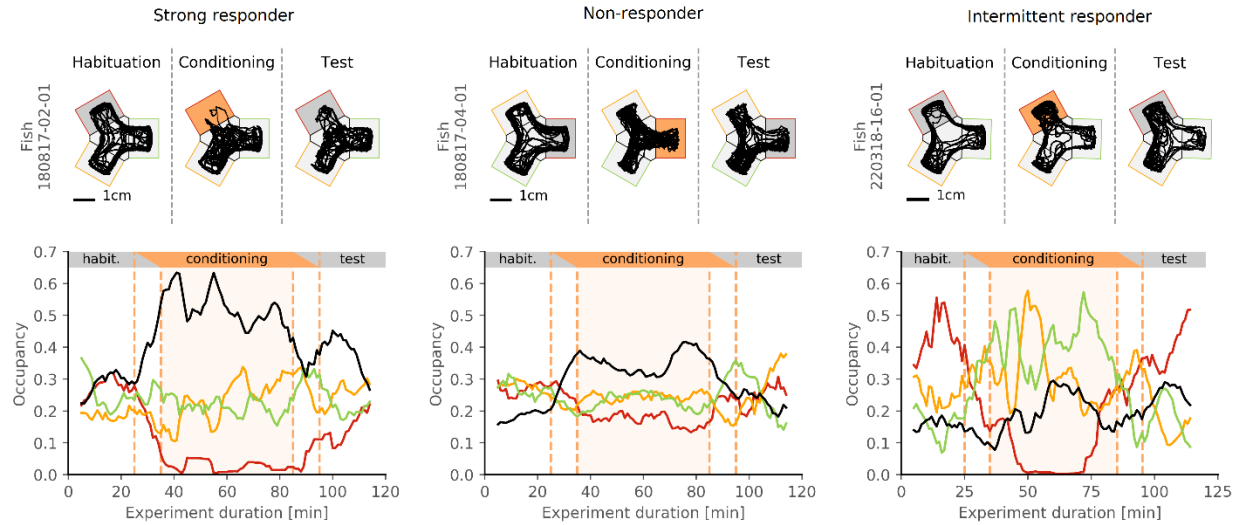 Strong responder
Non-responder
Intermittent responder
Habituation
Conditioning
Test
Habituation
Conditioning
Test
Habituation
Conditioning
Test
Fish
180817-02-01
Fish
180817-04-01
Fish
220318-16-01
1cm
1cm
1cm
0.7
0.6
0.5
0.4
0.3
0.2
0.1
0.0
Occupancy
habit.
conditioning
test
0
20
40
60
80
100
120
Experiment duration [min]
0.7
0.6
0.5
0.4
0.3
0.2
0.1
0.0
Occupancy
habit.
conditioning
test
0
20
40
60
80
100
120
Experiment duration [min]
0.7
0.6
0.5
0.4
0.3
0.2
0.1
0.0
Occupancy
habit.
conditioning
test
0
25
50
75
100
125
Experiment duration [min]